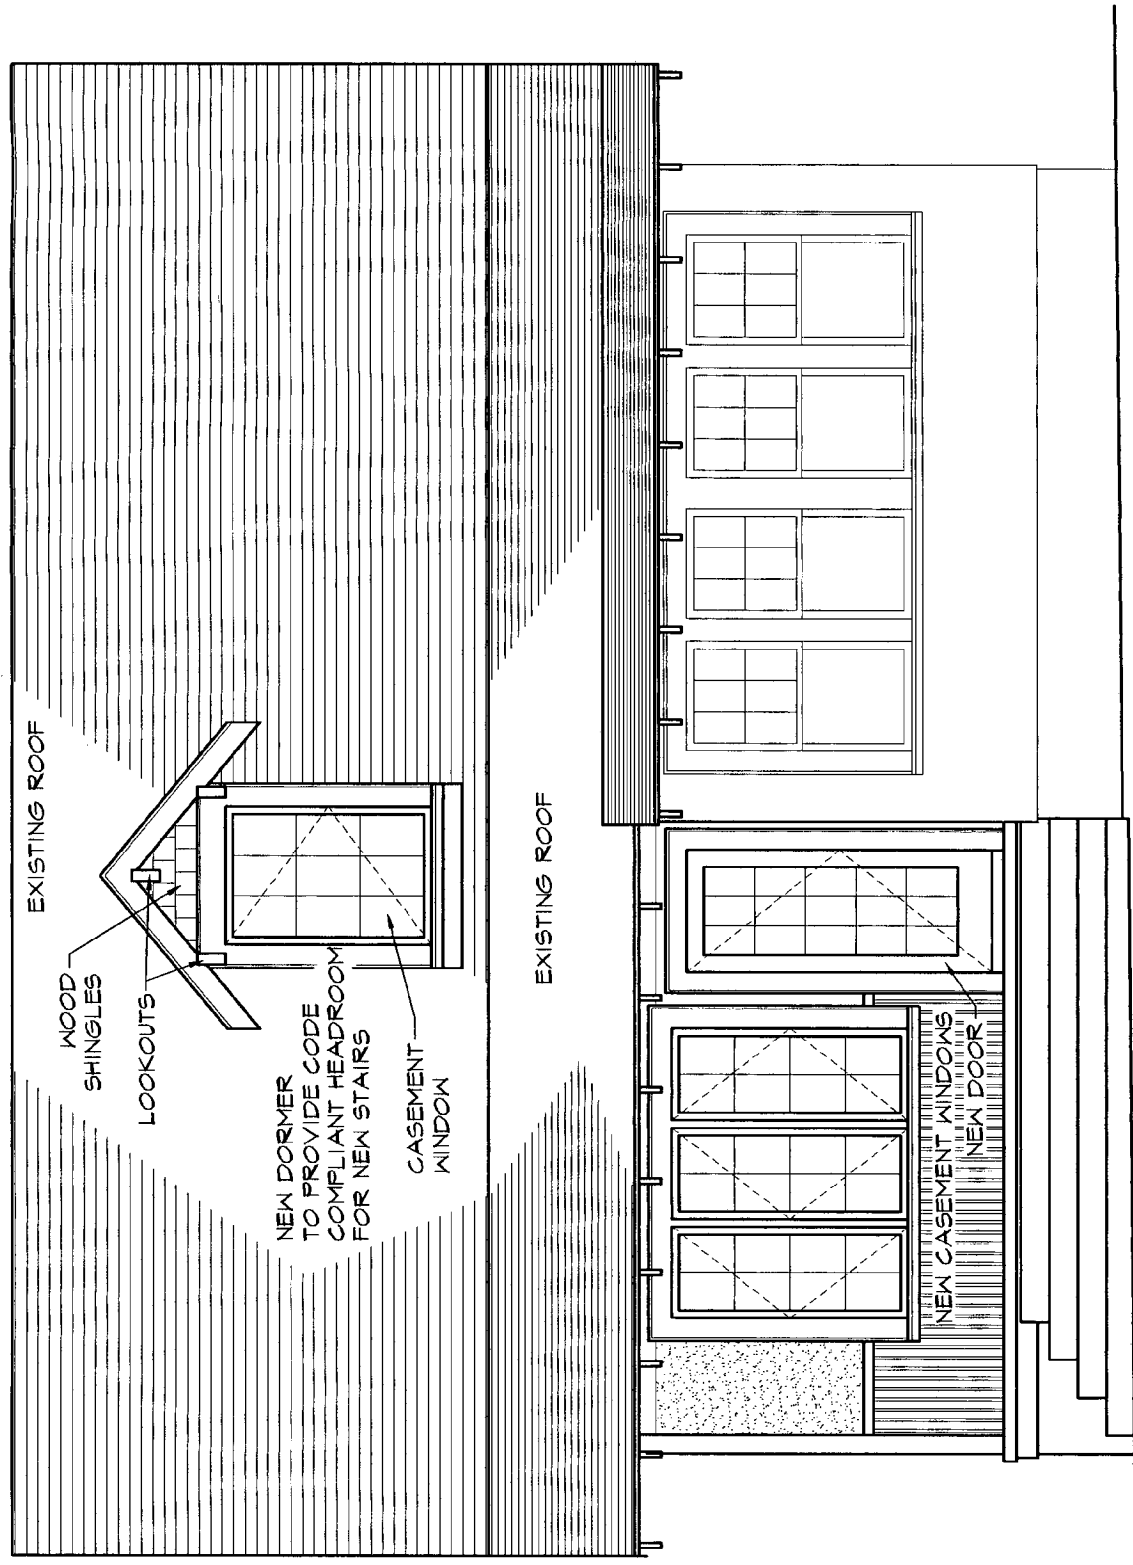 EXISTING ROOF
WOOD
SHINGLES
LOOKOUTS
NEW DORMER
TO PROVIDE CODE
COMPLIANT HEADROOM
FOR NEW STAIRS
CASEMENT
WINDOW
EXISTING ROOF
NEW CASEMENT WINDOWS
NEW DOOR